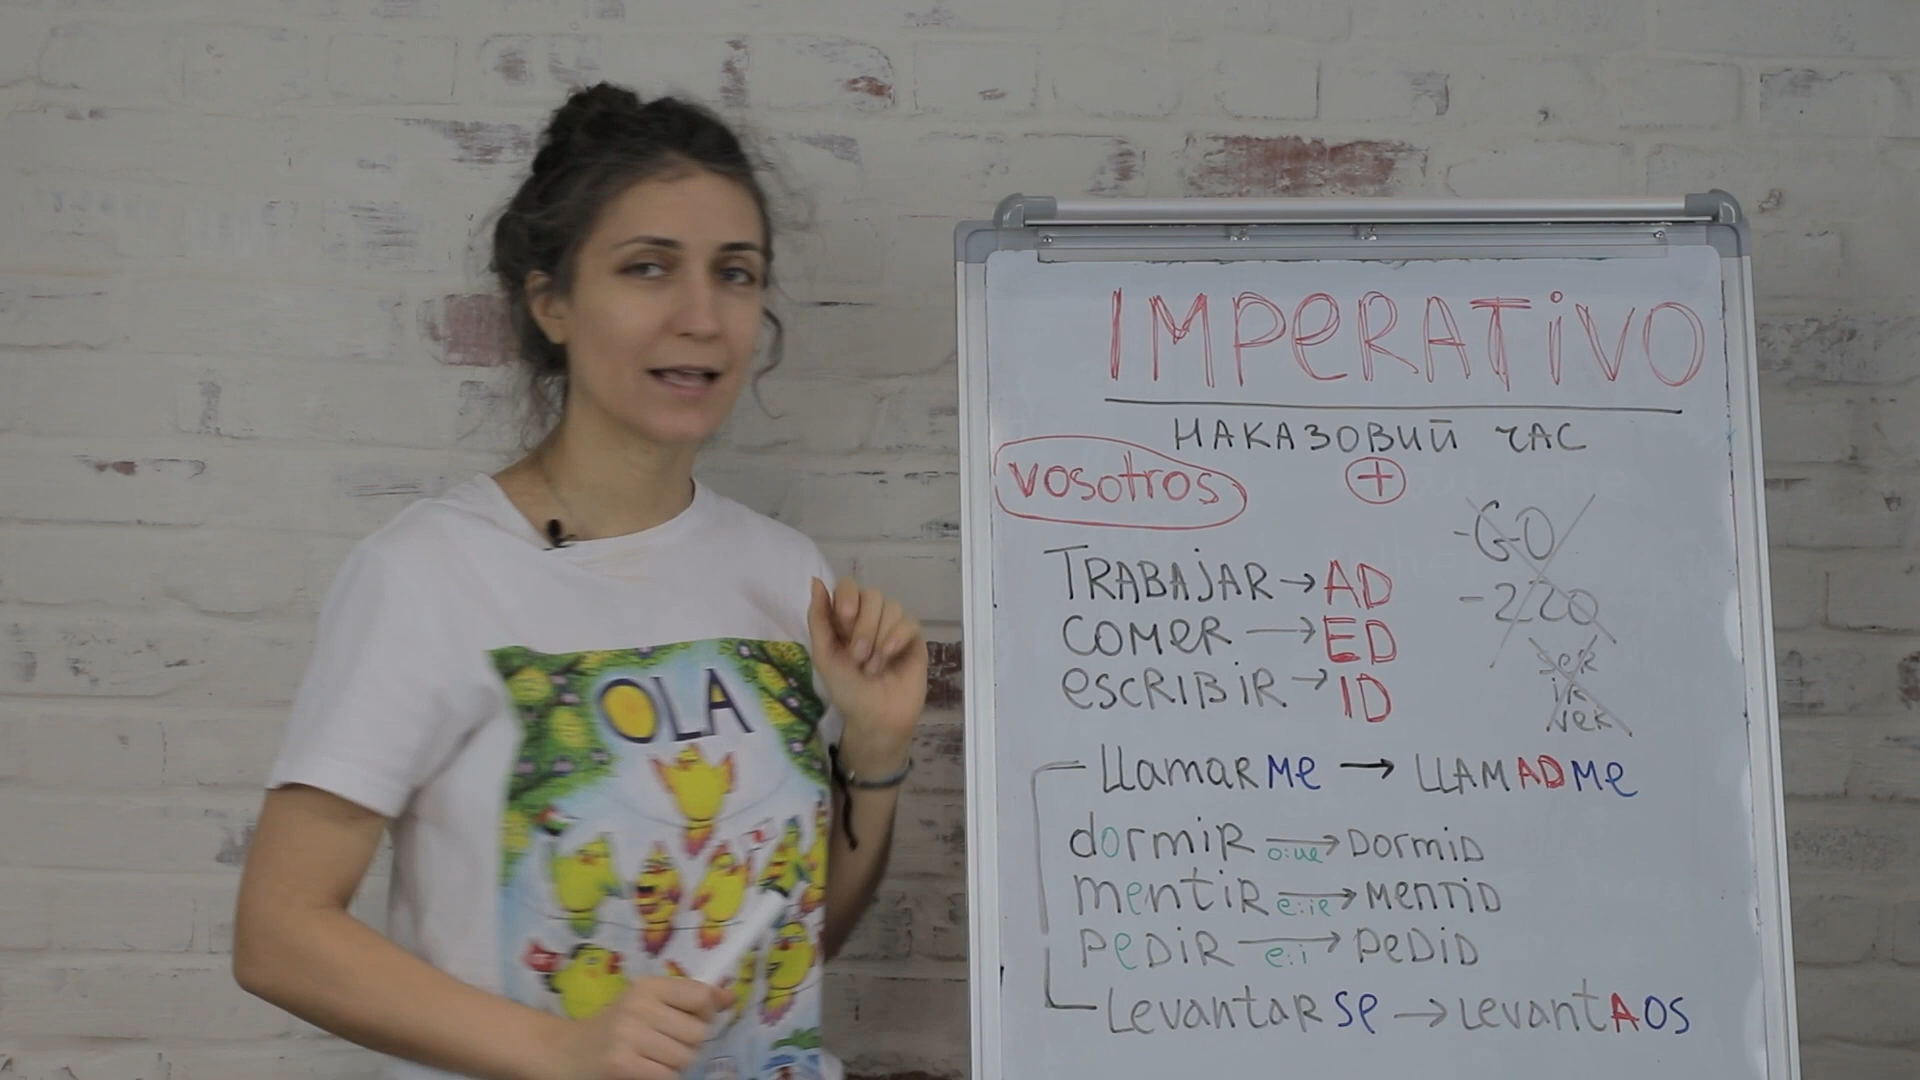 IMPERATIVO
НАКАЗОВИЙ ЧАС
vosotros +
TRABAJAR → AD
COMER → ED
ESCRIBIR → ID
-GO
-ZZO
ser
ir
ver
LLamarMe → LLAMADMe
dormir o:ue → DormiD
mentir e:ie → MentiD
PeDir e:i → PeDiD
LevantarSe → LevantAOS
OLA